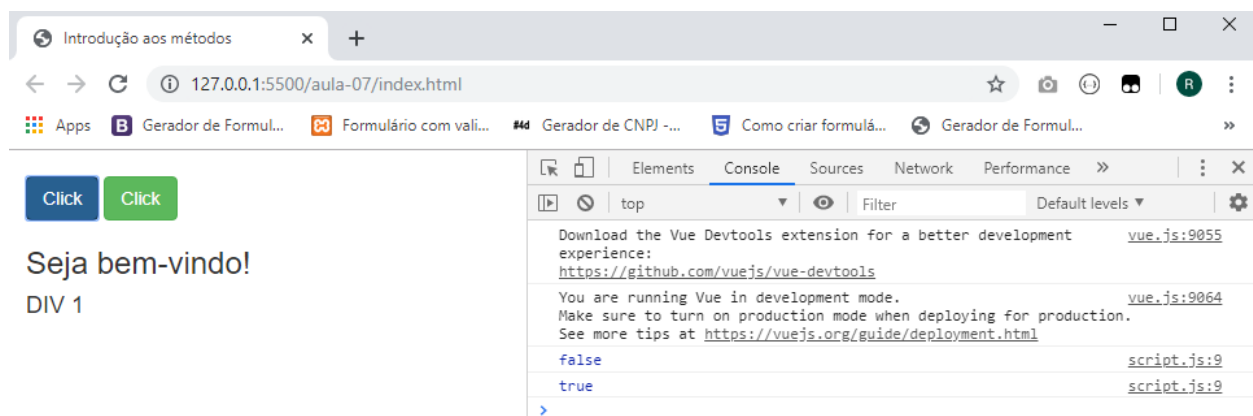 Introdução aos métodos
127.0.0.1:5500/aula-07/index.html
R
Apps B Gerador de Formul... Formulário com vali... #4d Gerador de CNPJ -... 5 Como criar formulá... Gerador de Formul... »
Click Click
Seja bem-vindo!
DIV 1
Elements Console Sources Network Performance »
top Filter Default levels
Download the Vue Devtools extension for a better development vue.js:9055
experience:
https://github.com/vuejs/vue-devtools
You are running Vue in development mode. vue.js:9064
Make sure to turn on production mode when deploying for production.
See more tips at https://vuejs.org/guide/deployment.html
false script.js:9
true script.js:9
>